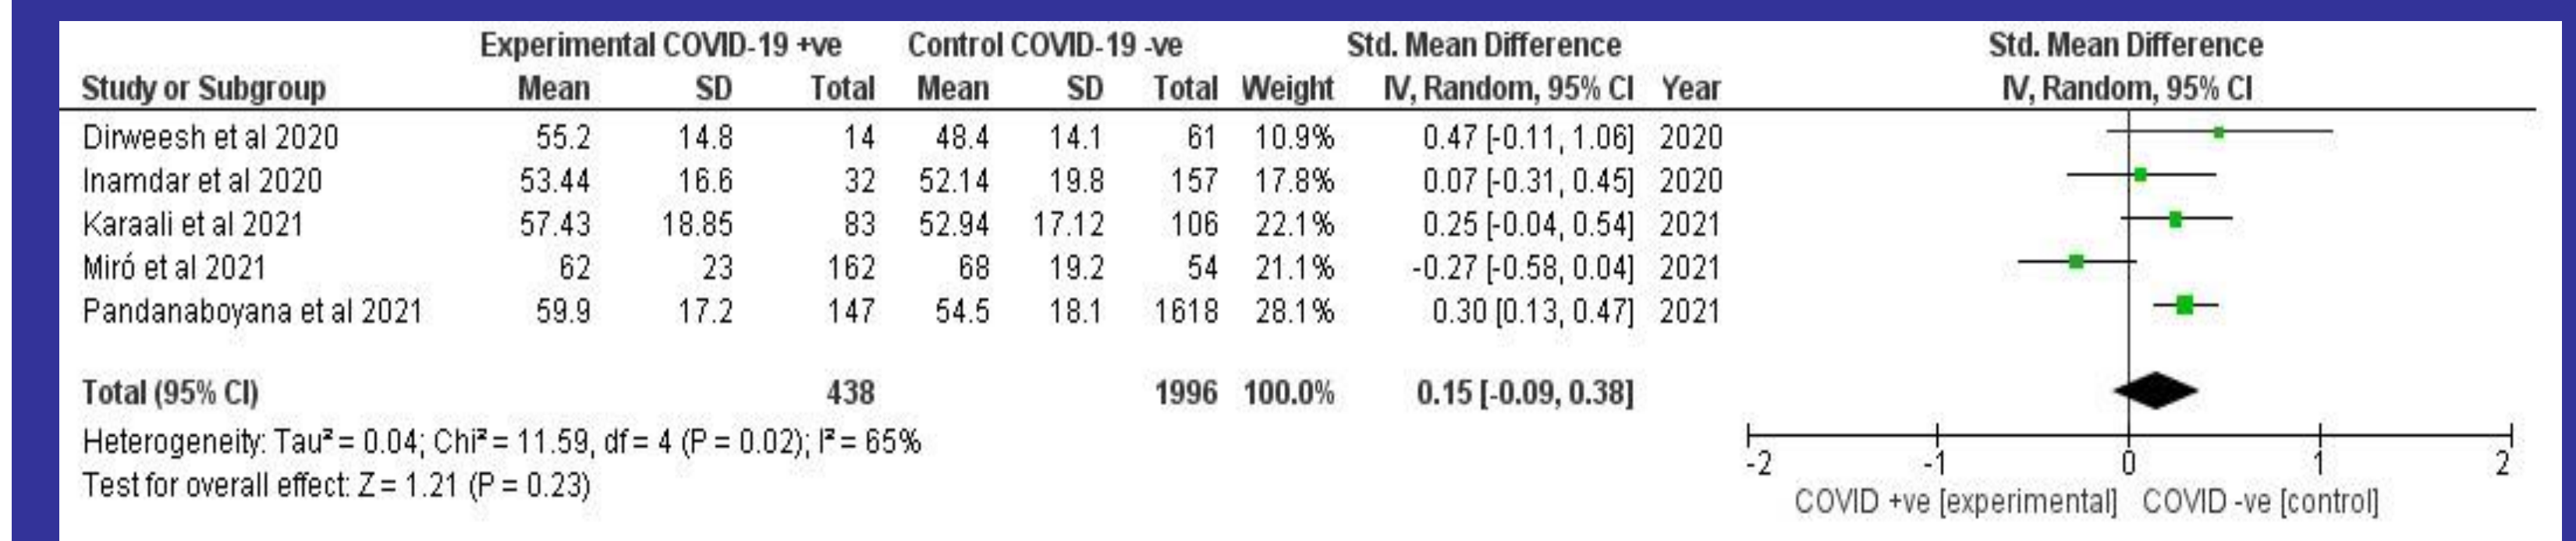 Experimental COVID-19 +ve Control COVID-19 -ve Std. Mean Difference Std. Mean Difference
Study or Subgroup Mean SD Total Mean SD Total Weight IV, Random, 95% CI Year IV, Random, 95% CI
Dirweesh et al 2020 55.2 14.8 14 48.4 14.1 61 10.9% 0.47 [-0.11, 1.06] 2020
Inamdar et al 2020 53.44 16.6 32 52.14 19.8 157 17.8% 0.07 [-0.31, 0.45] 2020
Karaali et al 2021 57.43 18.85 83 52.94 17.12 106 22.1% 0.25 [-0.04, 0.54] 2021
Miró et al 2021 62 23 162 68 19.2 54 21.1% -0.27 [-0.58, 0.04] 2021
Pandanaboyana et al 2021 59.9 17.2 147 54.5 18.1 1618 28.1% 0.30 [0.13, 0.47] 2021
Total (95% CI) 438 1996 100.0% 0.15 [-0.09, 0.38]
Heterogeneity: Tau² = 0.04; Chi² = 11.59, df = 4 (P = 0.02); I² = 65%
Test for overall effect: Z = 1.21 (P = 0.23)
-2 -1 0 1 2
COVID +ve [experimental] COVID -ve [control]